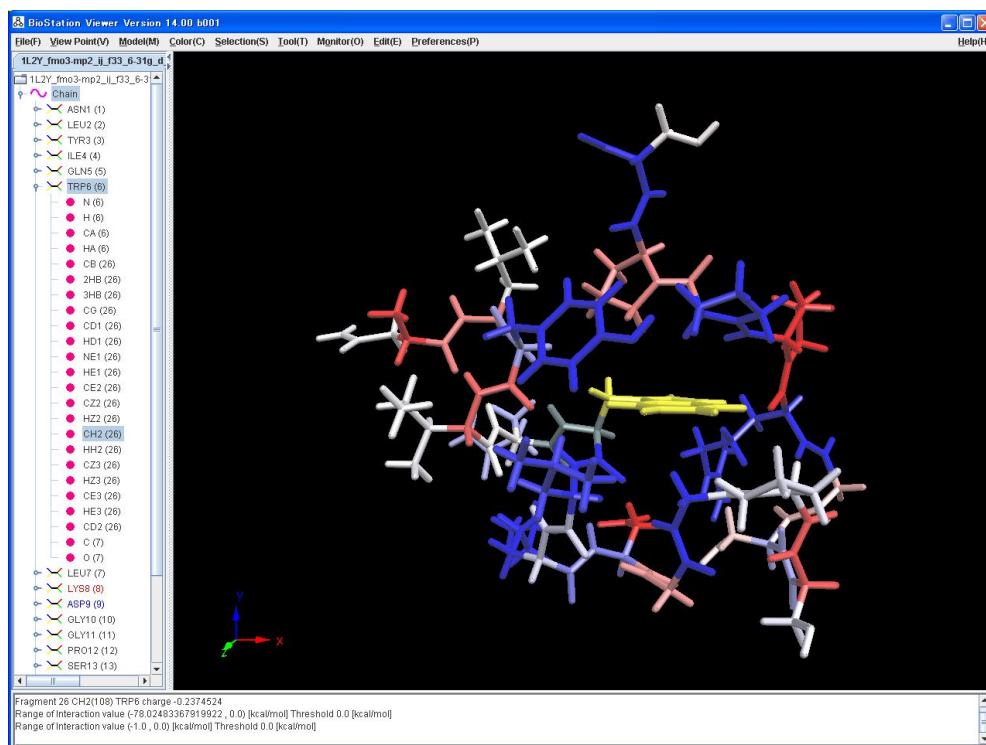 BioStation Viewer Version 14.00 b001
File(F) View Point(V) Model(M) Color(C) Selection(S) Tool(T) Monitor(O) Edit(E) Preferences(P) Help(H
1L2Y_fmo3-mp2_ij_f33_6-31g_d_
1L2Y_fmo3-mp2_ij_f33_6-31
Chain
ASN1 (1)
LEU2 (2)
TYR3 (3)
ILE4 (4)
GLN5 (5)
TRP6 (6)
N (6)
H (6)
CA (6)
HA (6)
CB (26)
2HB (26)
3HB (26)
CG (26)
CD1 (26)
HD1 (26)
NE1 (26)
HE1 (26)
CE2 (26)
CZ2 (26)
HZ2 (26)
CH2 (26)
HH2 (26)
CZ3 (26)
HZ3 (26)
CE3 (26)
HE3 (26)
CD2 (26)
C (7)
O (7)
LEU7 (7)
LYS8 (8)
ASP9 (9)
GLY10 (10)
GLY11 (11)
PRO12 (12)
SER13 (13)
Y
X
Z
Fragment 26 CH2(108) TRP6 charge -0.2374524
Range of Interaction value (-78.02483367919922 , 0.0) [kcal/mol] Threshold 0.0 [kcal/mol]
Range of Interaction value (-1.0 , 0.0) [kcal/mol] Threshold 0.0 [kcal/mol]